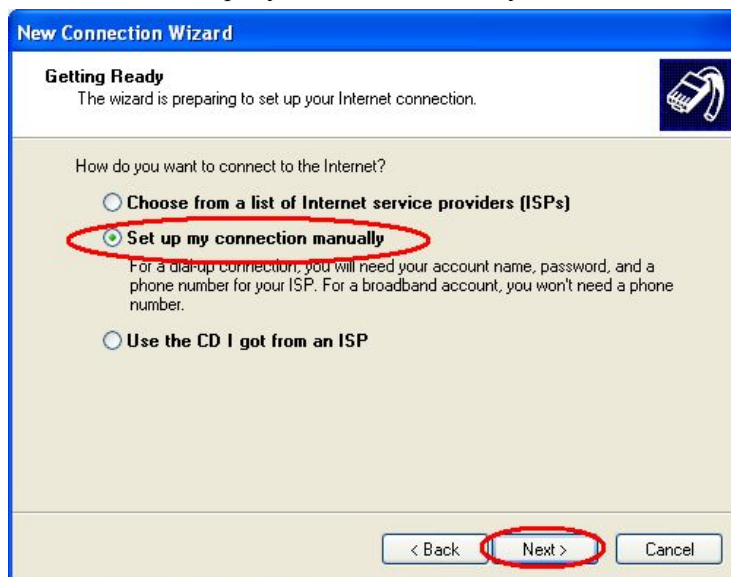 New Connection Wizard
Getting Ready
The wizard is preparing to set up your Internet connection.
How do you want to connect to the Internet?
Choose from a list of Internet service providers (ISPs)
Set up my connection manually
For a dial-up connection, you will need your account name, password, and a
phone number for your ISP. For a broadband account, you won't need a phone
number.
Use the CD I got from an ISP
< Back Next > Cancel